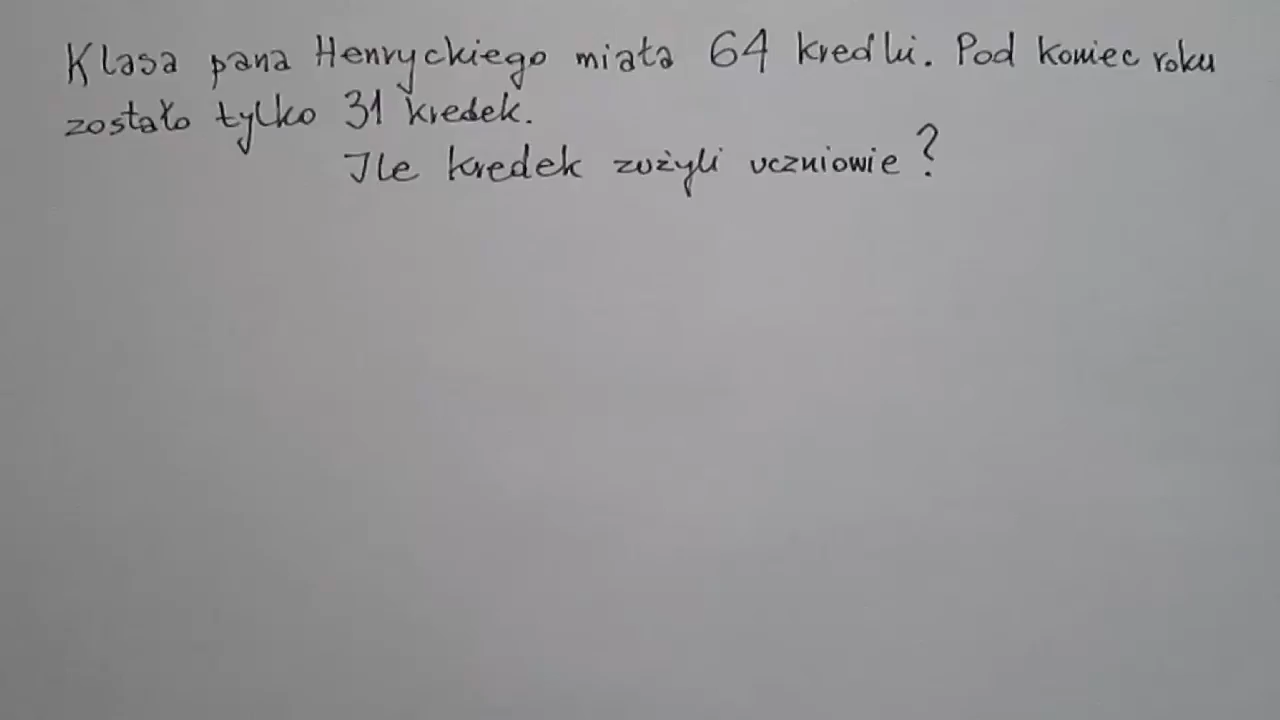 Klasa pana Henryckiego miała 64 kredki. Pod koniec roku
zostało tylko 31 kredek.
Ile kredek zużyli uczniowie?